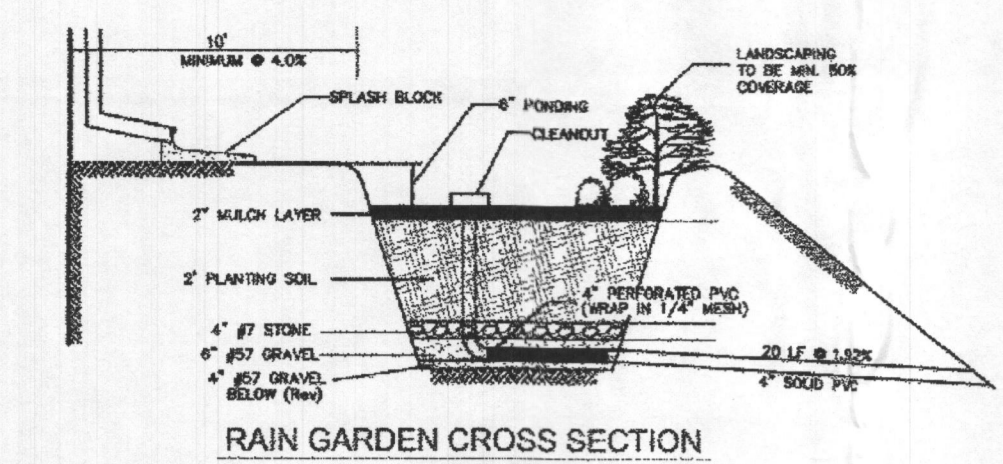 10'
MINIMUM @ 4.0%
LANDSCAPING
TO BE MIN. 50%
COVERAGE
SPLASH BLOCK
6" PONDING
CLEANOUT
2" MULCH LAYER
2' PLANTING SOIL
4" PERFORATED PVC
(WRAP IN 1/4" MESH)
4" #7 STONE
6" #57 GRAVEL
20 LF @ 1.92%
4" #57 GRAVEL
BELOW (Rev)
4" SOLID PVC
RAIN GARDEN CROSS SECTION